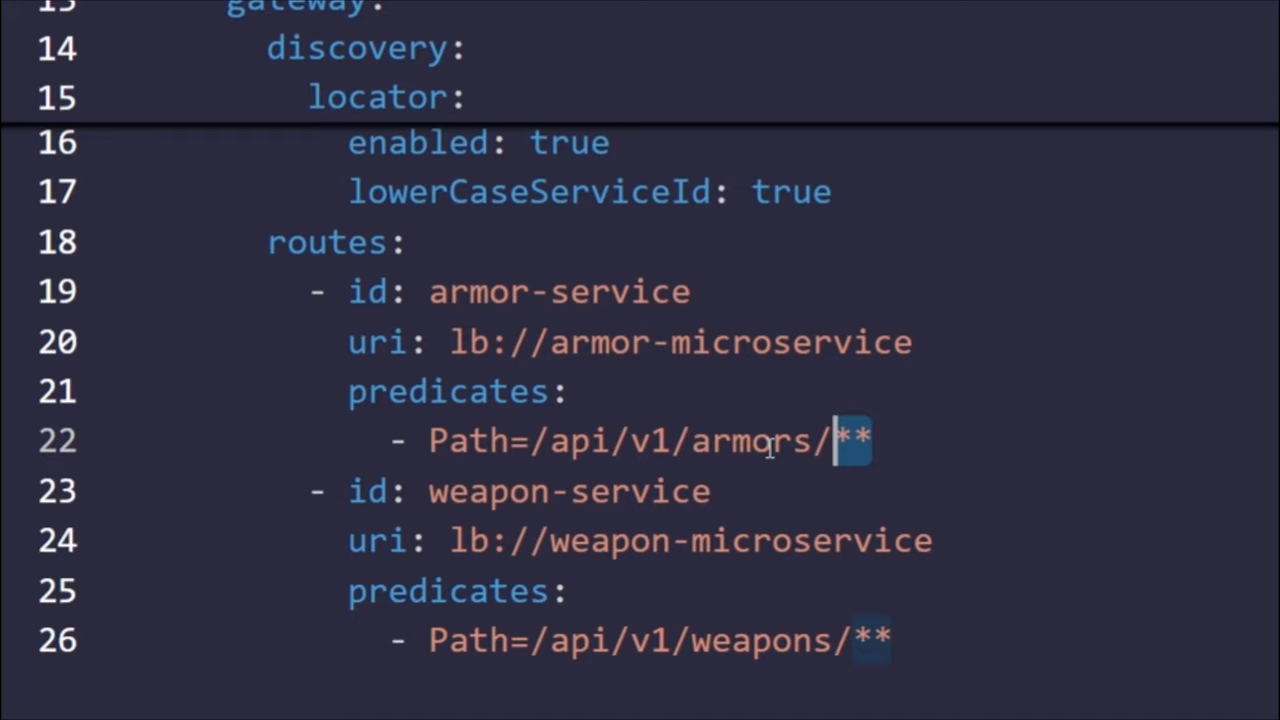 13 gateway:
14 discovery:
15 locator:
16 enabled: true
17 lowerCaseServiceId: true
18 routes:
19 - id: armor-service
20 uri: lb://armor-microservice
21 predicates:
22 - Path=/api/v1/armors/**
23 - id: weapon-service
24 uri: lb://weapon-microservice
25 predicates:
26 - Path=/api/v1/weapons/**